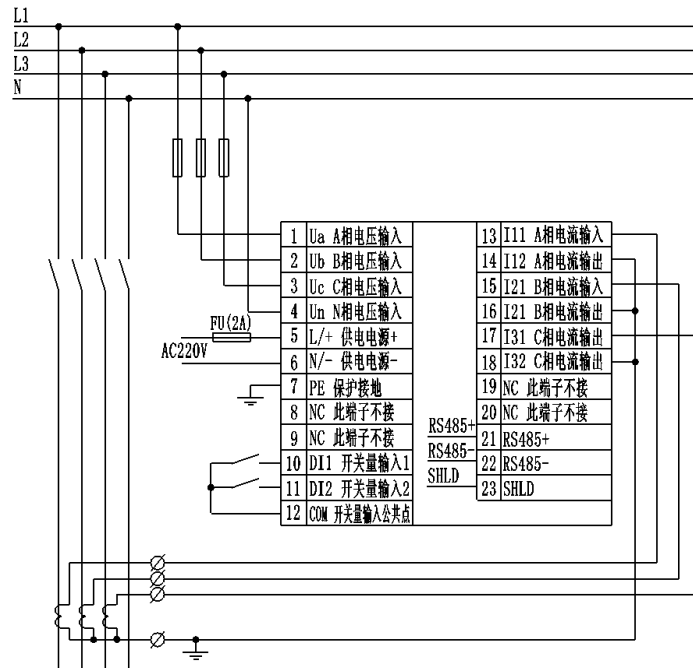 L1
L2
L3
N
FU(2A)
AC220V
1 Ua A相电压输入
2 Ub B相电压输入
3 Uc C相电压输入
4 Un N相电压输入
5 L/+ 供电电源+
6 N/- 供电电源-
7 PE 保护接地
8 NC 此端子不接
9 NC 此端子不接
10 DI1 开关量输入1
11 DI2 开关量输入2
12 COM 开关量输入公共点
RS485+
RS485-
SHLD
13 I11 A相电流输入
14 I12 A相电流输出
15 I21 B相电流输入
16 I21 B相电流输出
17 I31 C相电流输入
18 I32 C相电流输出
19 NC 此端子不接
20 NC 此端子不接
21 RS485+
22 RS485-
23 SHLD